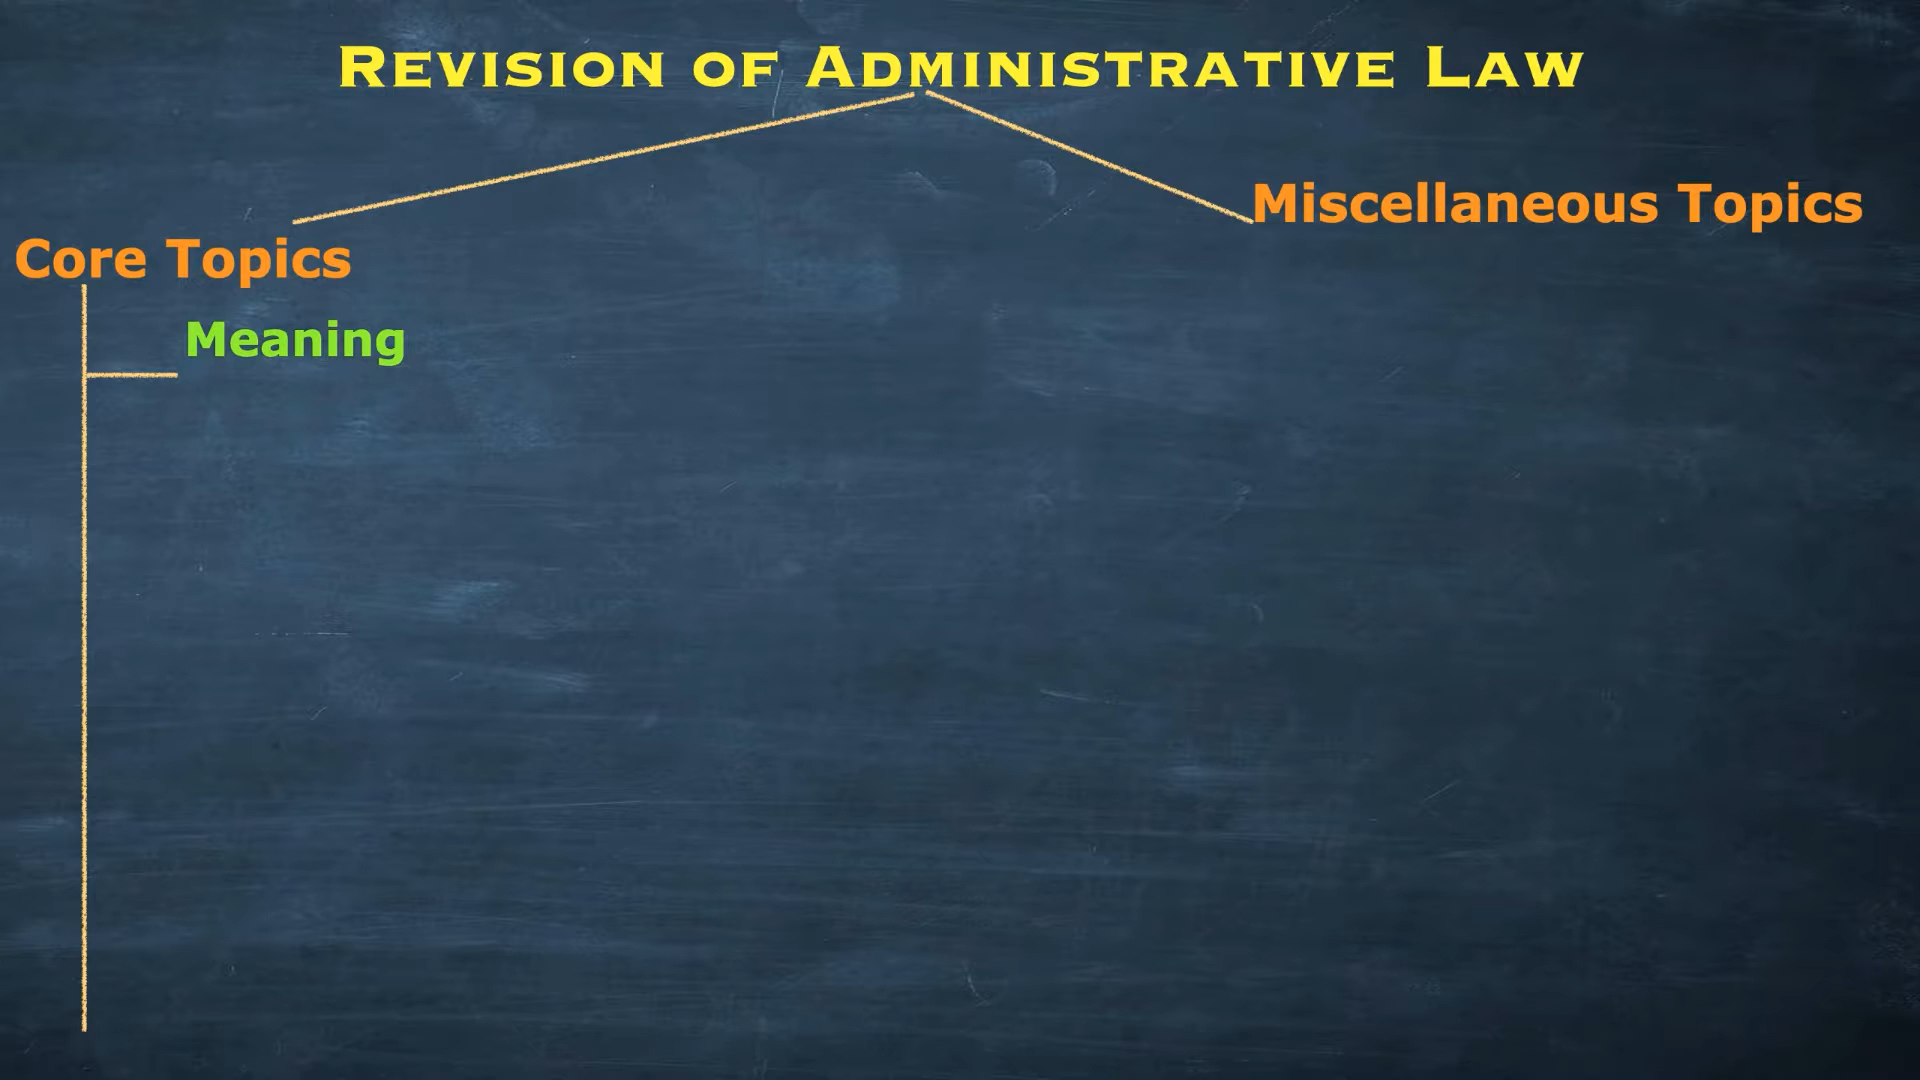 Revision of Administrative Law
Miscellaneous Topics
Core Topics
Meaning